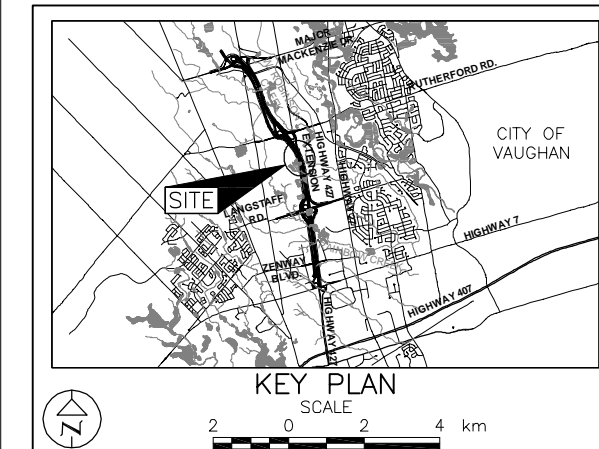 MAJOR
MACKENZIE DR.
RUTHERFORD RD.
CITY OF
VAUGHAN
HIGHWAY 427
EXTENSION
SITE
LANGSTAFF
RD.
HIGHWAY 7
ZENWAY
BLVD.
HIGHWAY 407
HIGHWAY 427
KEY PLAN
SCALE
2 0 2 4 km
N